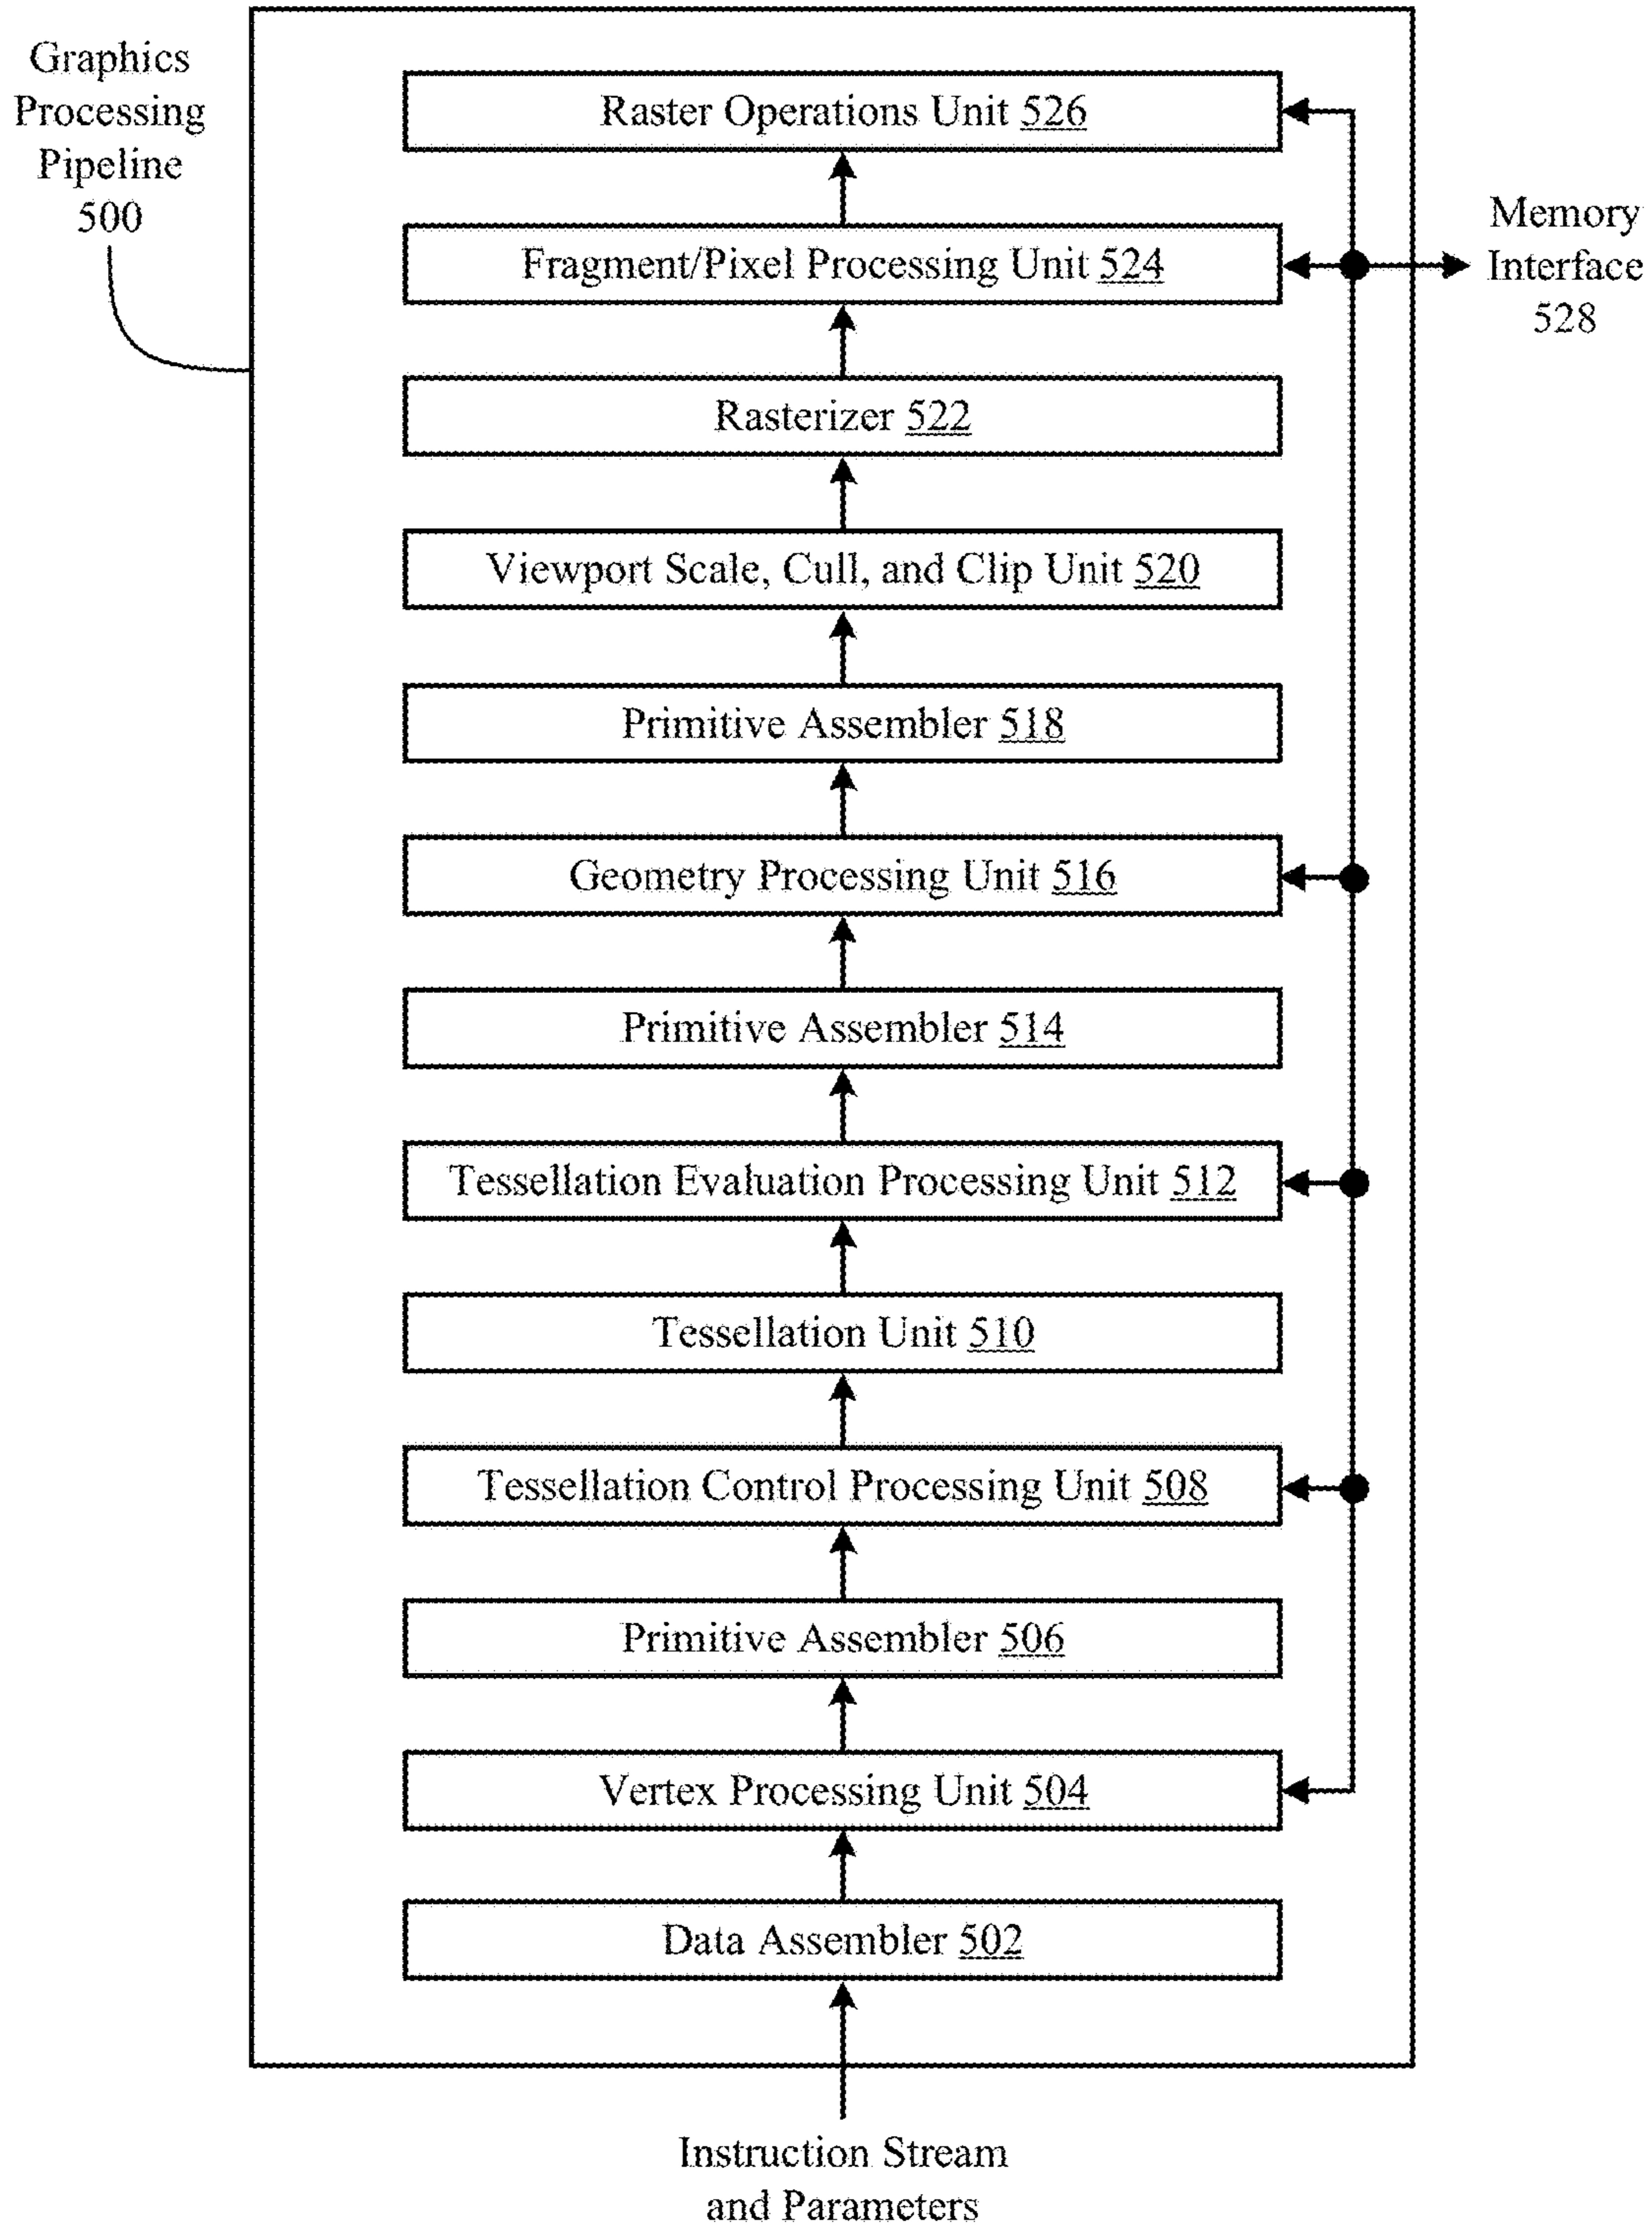 Graphics
Processing
Pipeline
500
Raster Operations Unit 526
Fragment/Pixel Processing Unit 524
Memory
Interface
528
Rasterizer 522
Viewport Scale, Cull, and Clip Unit 520
Primitive Assembler 518
Geometry Processing Unit 516
Primitive Assembler 514
Tessellation Evaluation Processing Unit 512
Tessellation Unit 510
Tessellation Control Processing Unit 508
Primitive Assembler 506
Vertex Processing Unit 504
Data Assembler 502
Instruction Stream
and Parameters